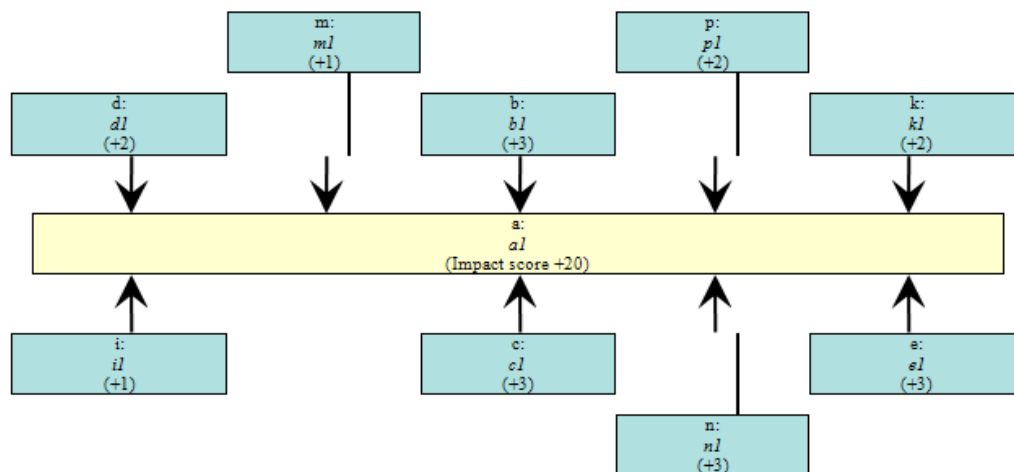 m:
m1
(+1)
p:
p1
(+2)
d:
d1
(+2)
b:
b1
(+3)
k:
k1
(+2)
a:
a1
(Impact score +20)
i:
i1
(+1)
c:
c1
(+3)
e:
e1
(+3)
n:
n1
(+3)